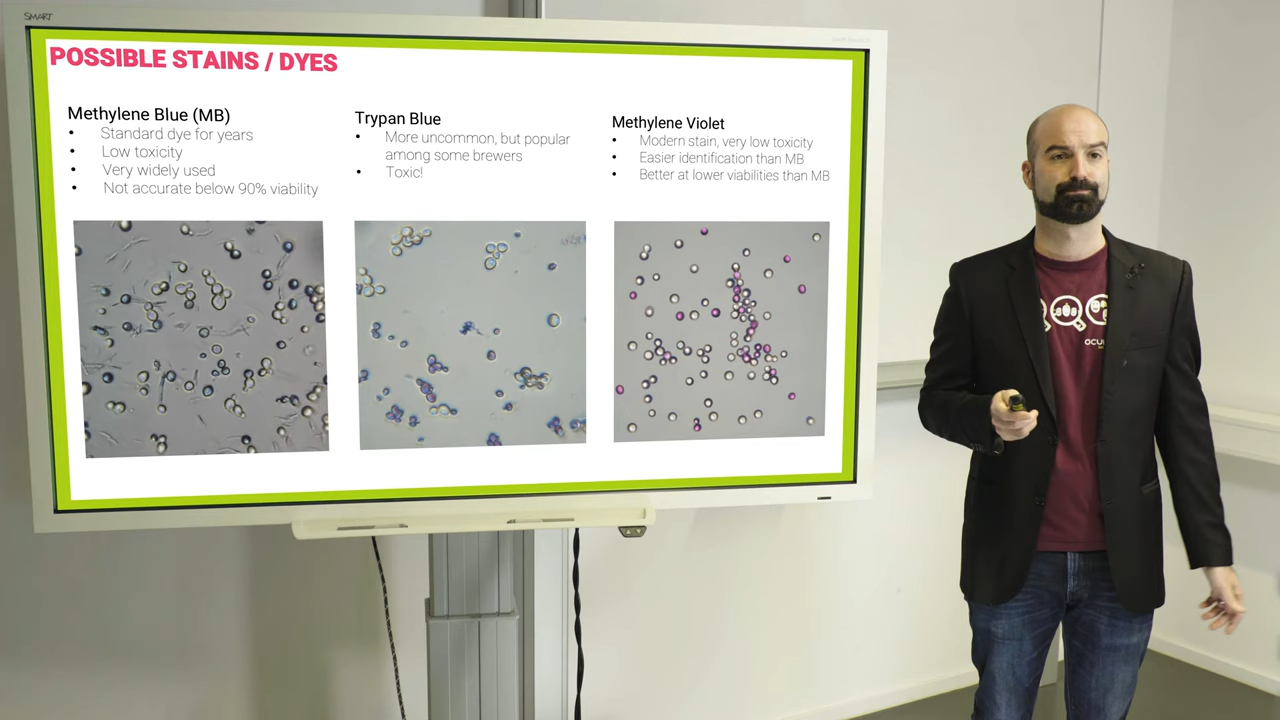 SMART
POSSIBLE STAINS / DYES
Methylene Blue (MB)
• Standard dye for years
• Low toxicity
• Very widely used
• Not accurate below 90% viability
Trypan Blue
• More uncommon, but popular
among some brewers
• Toxic!
Methylene Violet
• Modern stain, very low toxicity
• Easier identification than MB
• Better at lower viabilities than MB